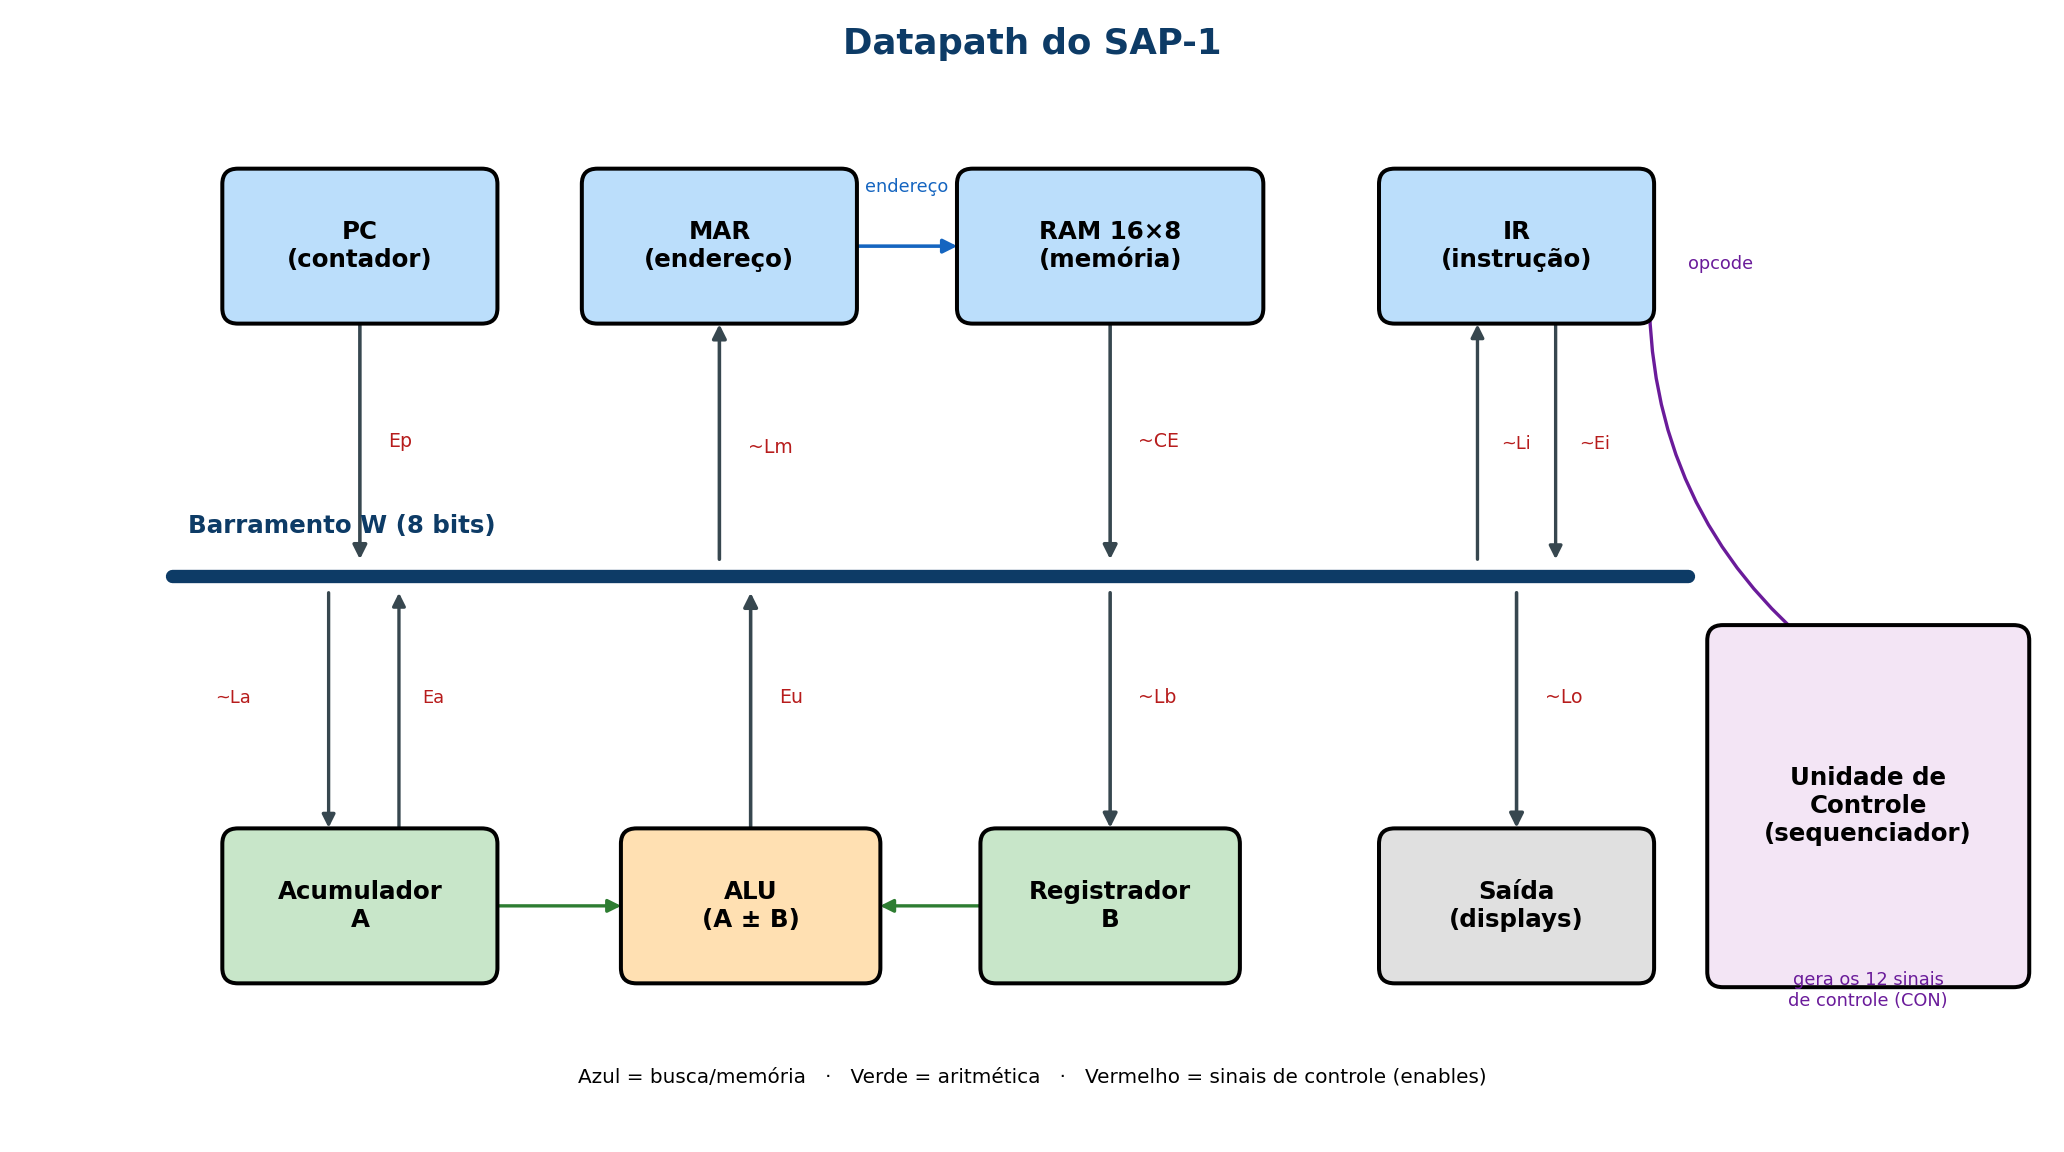 Datapath do SAP-1
PC
(contador)
MAR
(endereço)
endereço
RAM 16×8
(memória)
IR
(instrução)
opcode
Ep
~Lm
~CE
~Li
~Ei
Barramento W (8 bits)
~La
Ea
Eu
~Lb
~Lo
Unidade de
Controle
(sequenciador)
Acumulador
A
ALU
(A ± B)
Registrador
B
Saída
(displays)
gera os 12 sinais
de controle (CON)
Azul = busca/memória · Verde = aritmética · Vermelho = sinais de controle (enables)